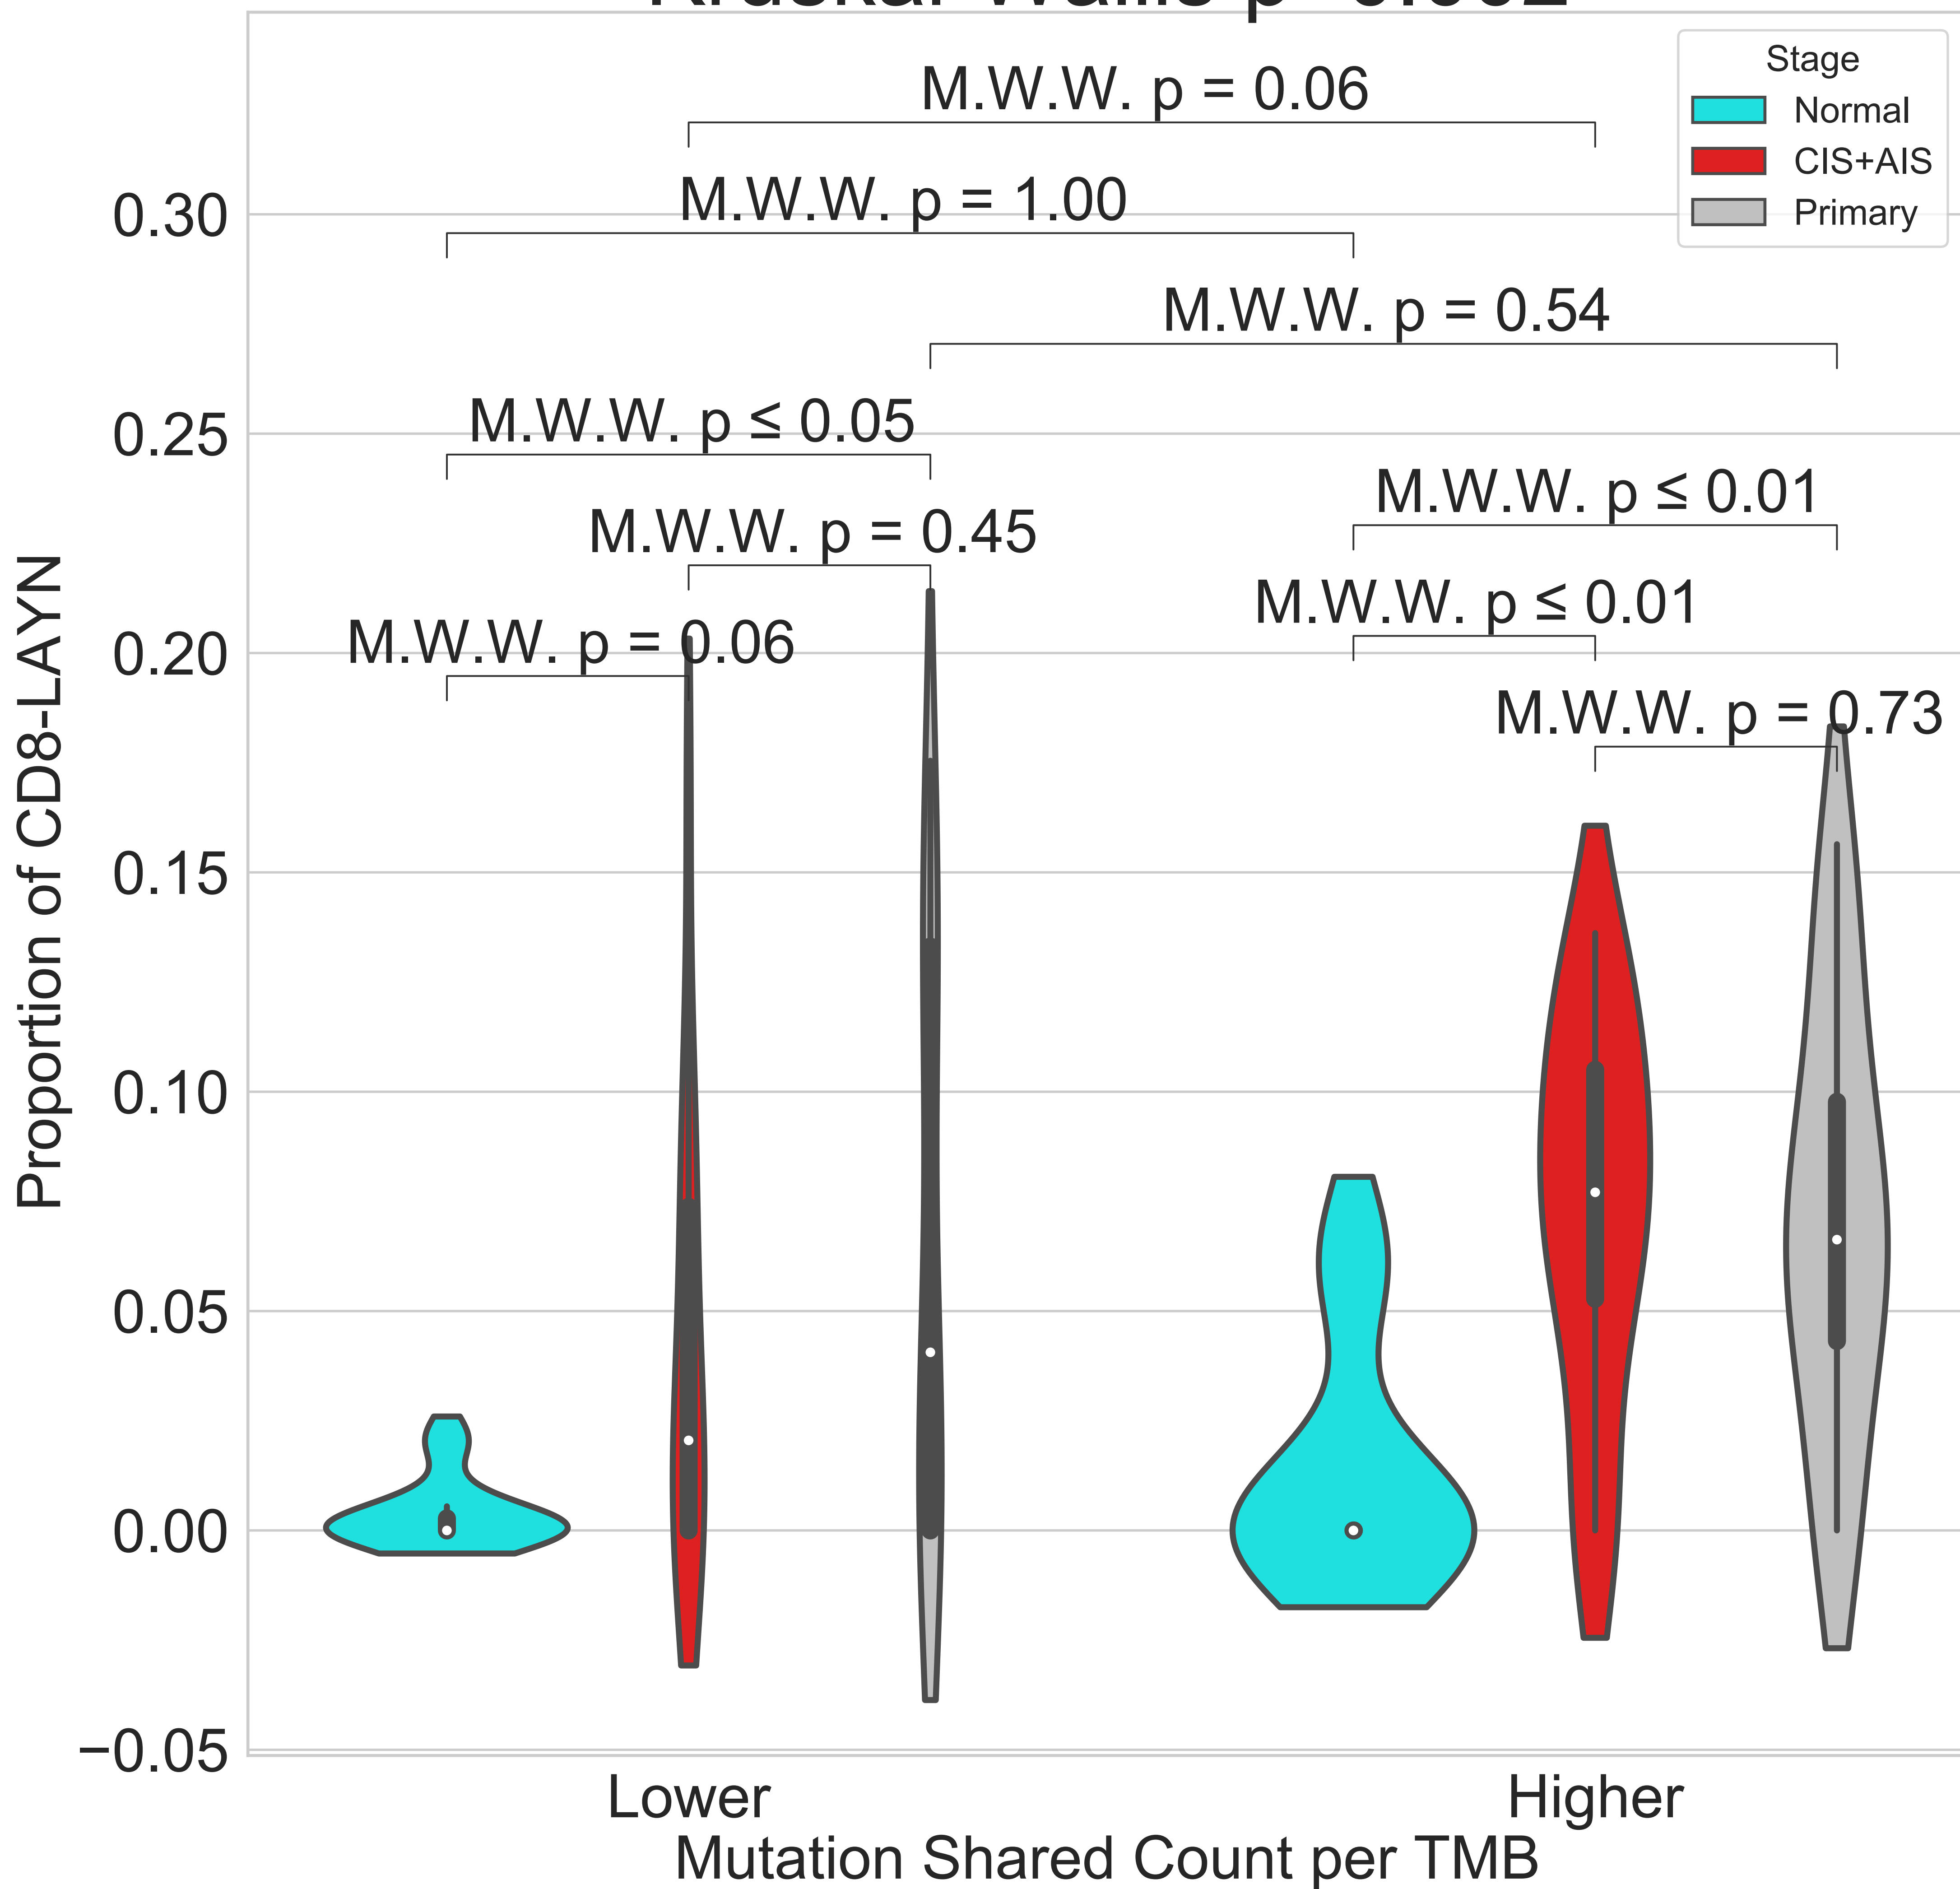 Stage
Normal
CIS+AIS
Primary
M.W.W. p = 0.06
M.W.W. p = 1.00
M.W.W. p = 0.54
M.W.W. p ≤ 0.05
M.W.W. p ≤ 0.01
M.W.W. p = 0.45
M.W.W. p ≤ 0.01
M.W.W. p = 0.06
M.W.W. p = 0.73
0.30
0.25
0.20
0.15
0.10
0.05
0.00
−0.05
Proportion of CD8-LAYN
Lower
Higher
Mutation Shared Count per TMB